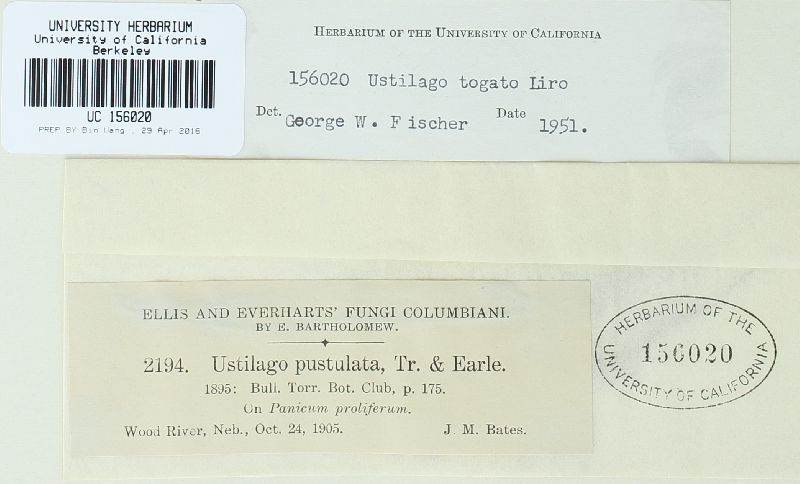 UNIVERSITY HERBARIUM
University of California
Berkeley
UC 156020
PREP BY Bin Wang , 29 Apr 2016
HERBARIUM OF THE UNIVERSITY OF CALIFORNIA
156020 Ustilago togato Liro
Det. George W. Fischer Date 1951.
ELLIS AND EVERHARTS' FUNGI COLUMBIANI.
BY E. BARTHOLOMEW.
2194. Ustilago pustulata, Tr. & Earle.
1895: Bull. Torr. Bot. Club, p. 175.
On Panicum proliferum.
Wood River, Neb., Oct. 24, 1905. J. M. Bates.
HERBARIUM OF THE
156020
UNIVERSITY OF CALIFORNIA